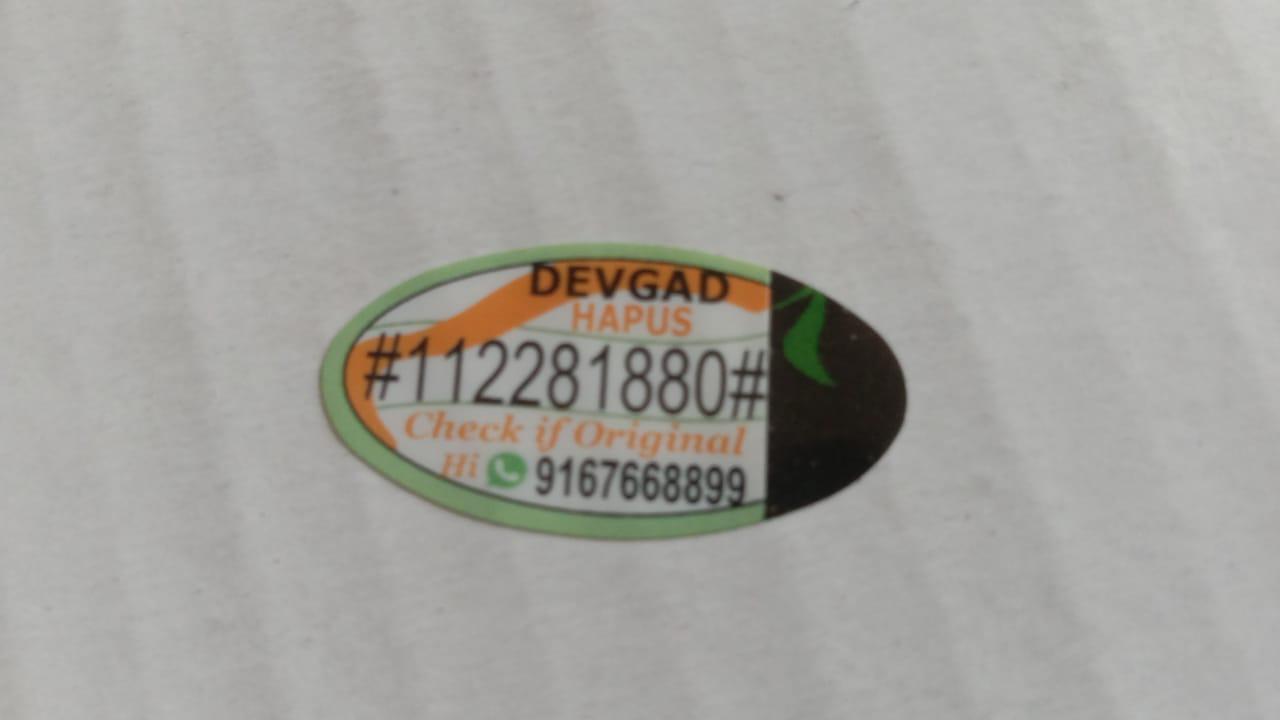 DEVGAD
HAPUS
#112281880#
Check if Original
Hi 9167668899